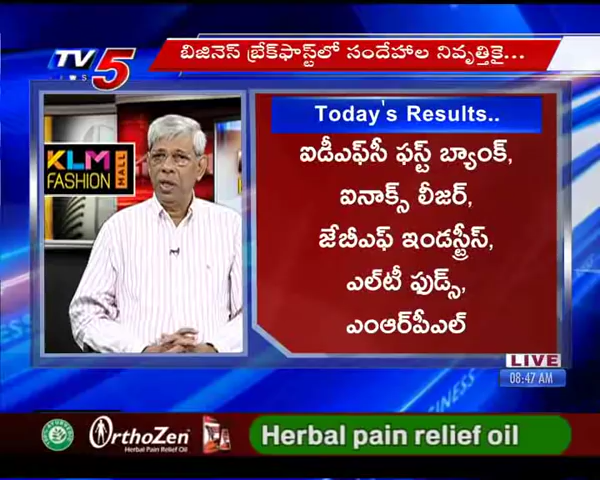 బిజినెస్ బ్రేక్‌ఫాస్ట్‌లో సందేహాల నివృత్తికై...
TV5
NEWS
KLM
FASHION
MALL
Today's Results..
ఐడీఎఫ్‌సీ ఫస్ట్ బ్యాంక్,
ఐనాక్స్ లీజర్,
జేబీఎఫ్ ఇండస్ట్రీస్,
ఎల్‌టీ ఫుడ్స్,
ఎంఆర్‌పీఎల్
LIVE
08:47 AM
BUSINESS
OrthoZen
Herbal Pain Relief Oil
Herbal pain relief oil